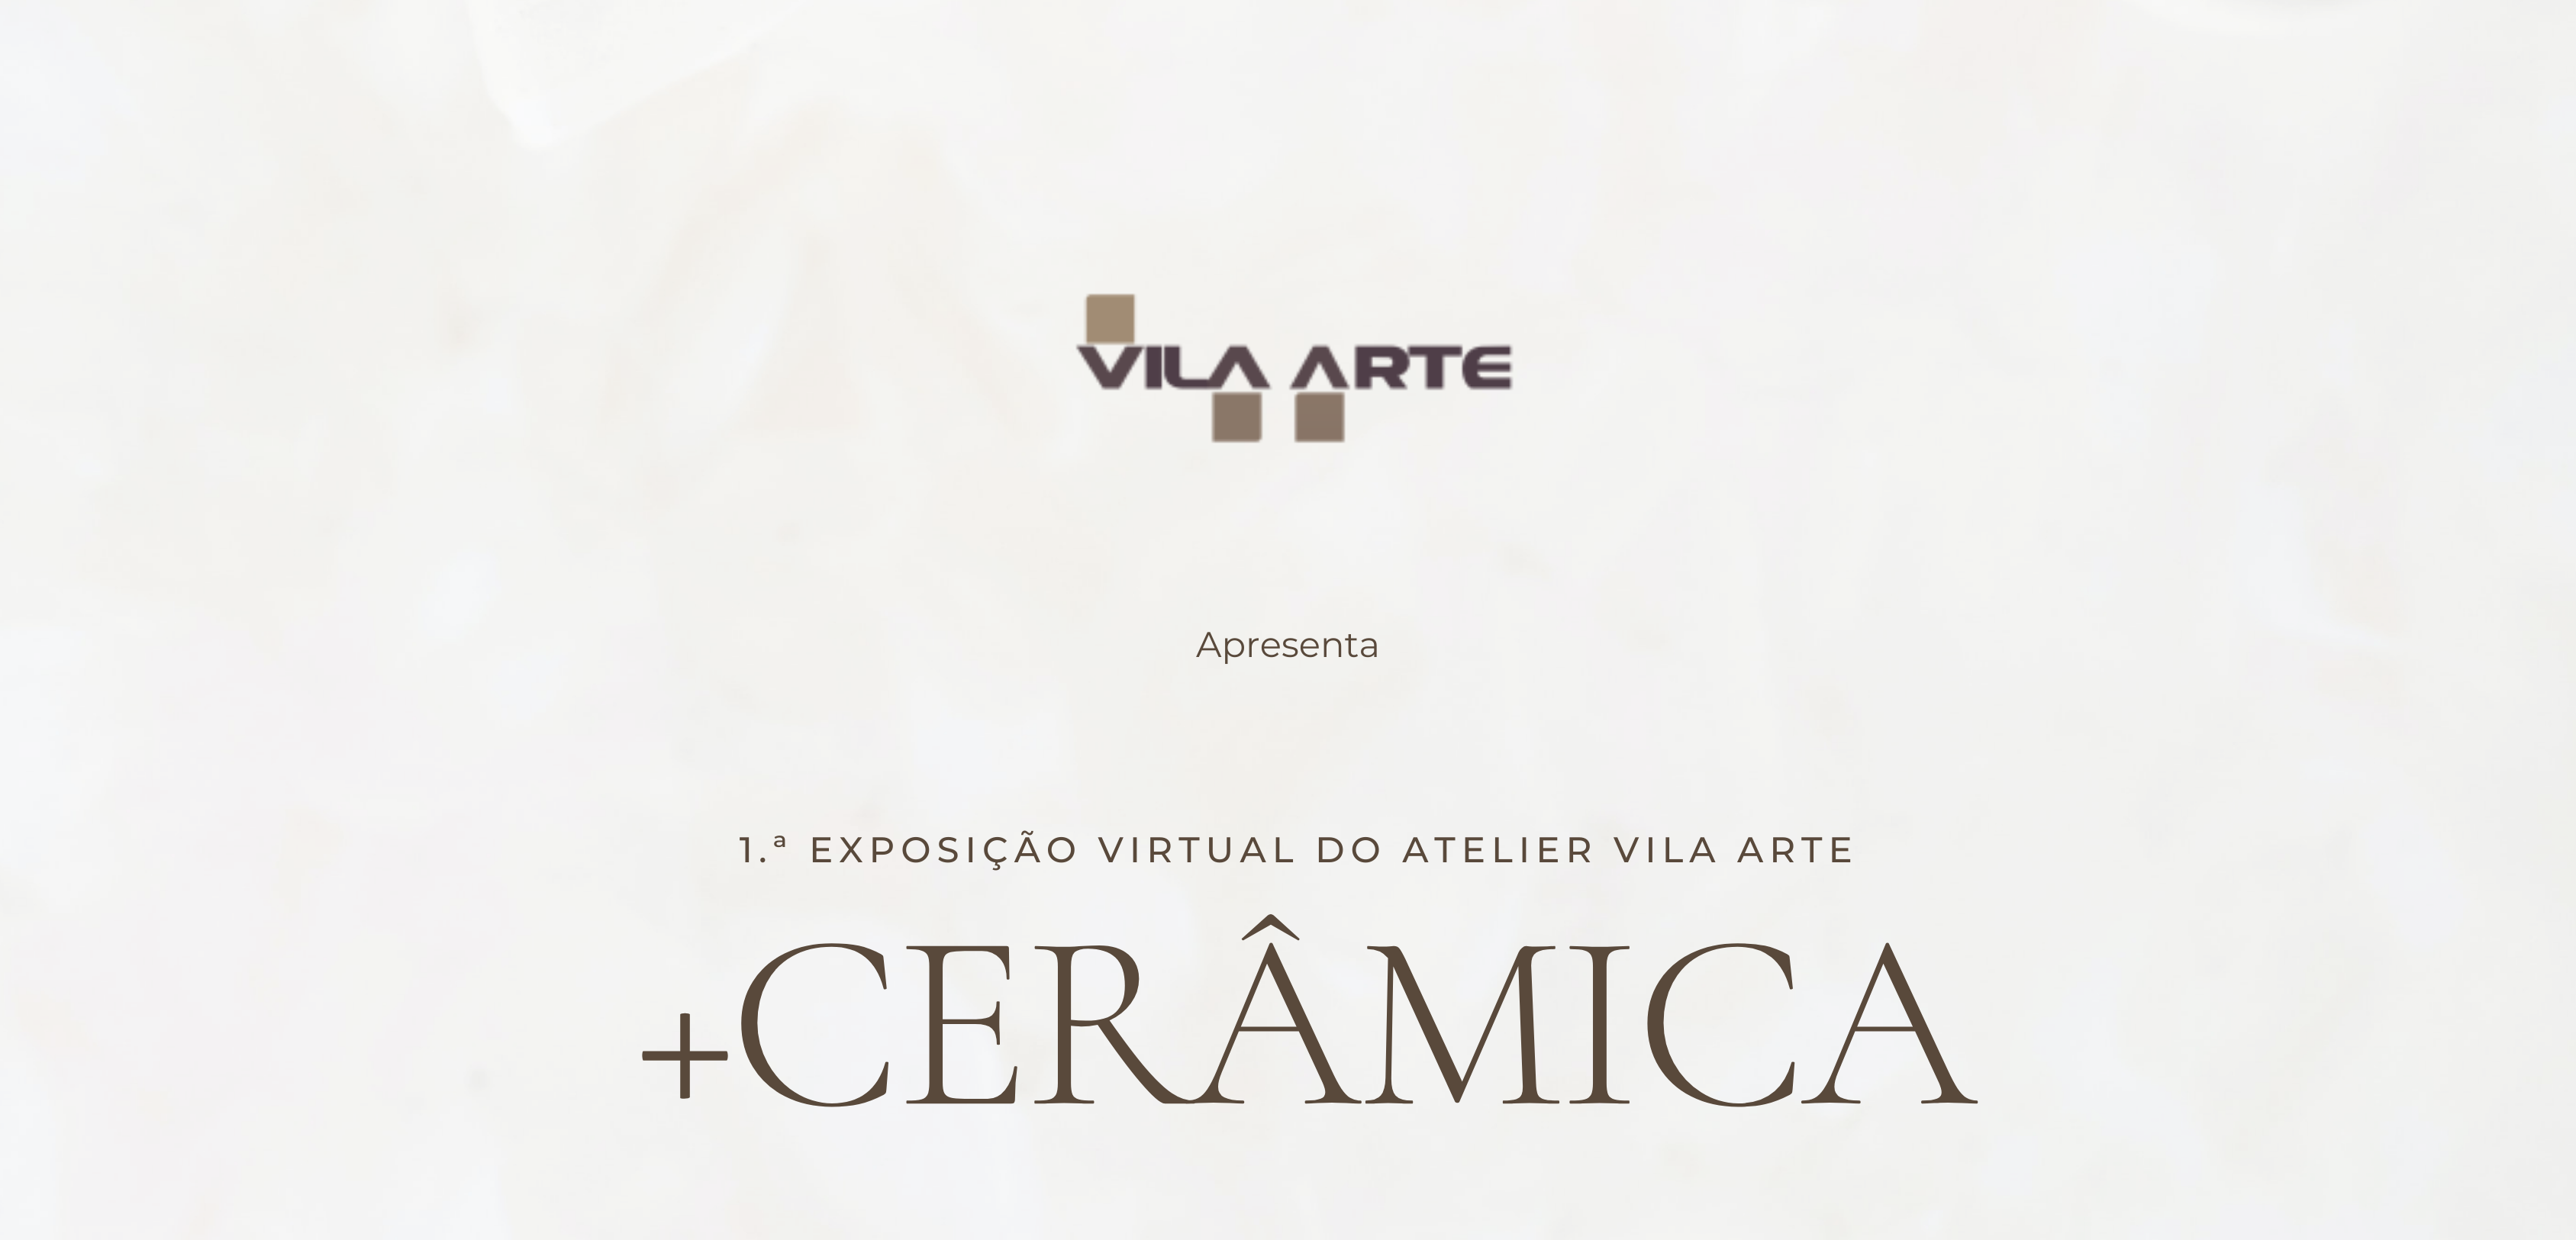 VILA ARTE
Apresenta
1.ª EXPOSIÇÃO VIRTUAL DO ATELIER VILA ARTE
+CERÂMICA